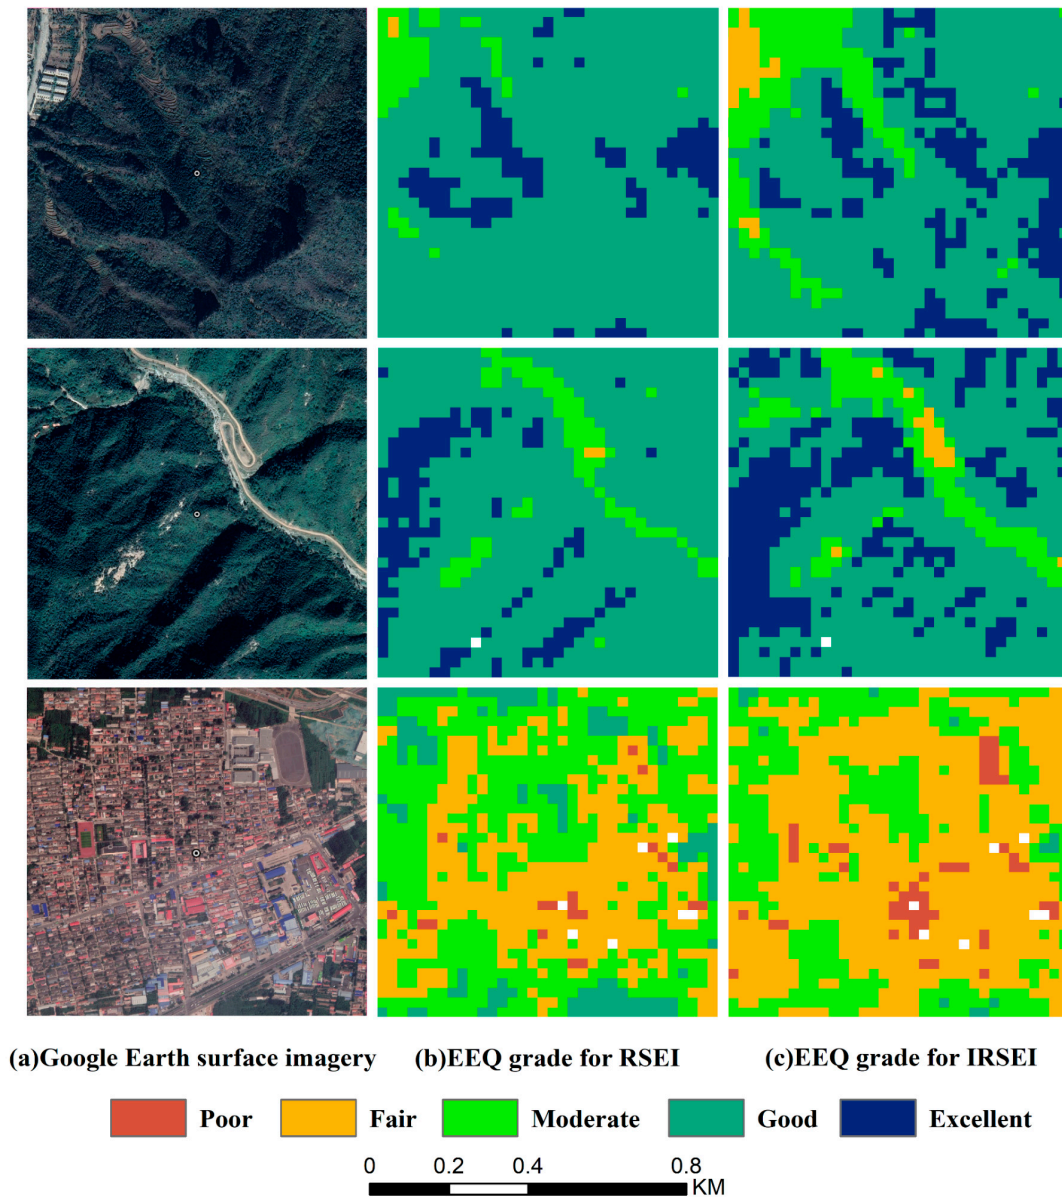 (a)Google Earth surface imagery (b)EEQ grade for RSEI (c)EEQ grade for IRSEI
Poor Fair Moderate Good Excellent
0 0.2 0.4 0.8
KM